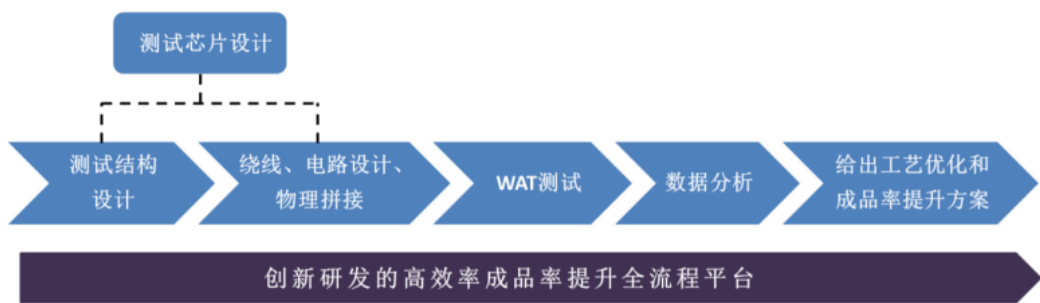 测试芯片设计
测试结构
设计
绕线、电路设计、
物理拼接
WAT测试
数据分析
给出工艺优化和
成品率提升方案
创新研发的高效率成品率提升全流程平台